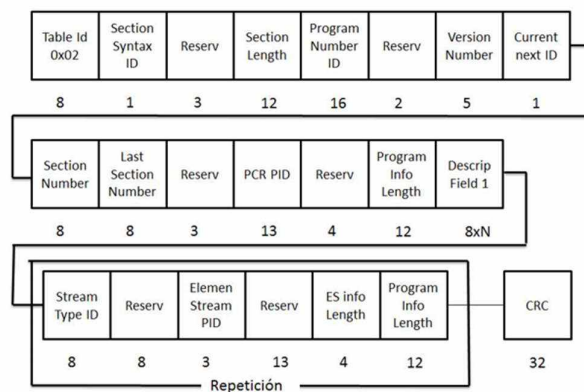 Table Id 0x02
Section Syntax ID
Reserv
Section Length
Program Number ID
Reserv
Version Number
Current next ID
8 1 3 12 16 2 5 1
Section Number
Last Section Number
Reserv
PCR PID
Reserv
Program Info Length
Descrip Field 1
8 8 3 13 4 12 8xN
Stream Type ID
Reserv
Elemen Stream PID
Reserv
ES info Length
Program Info Length
CRC
8 8 3 13 4 12 32
Repetición